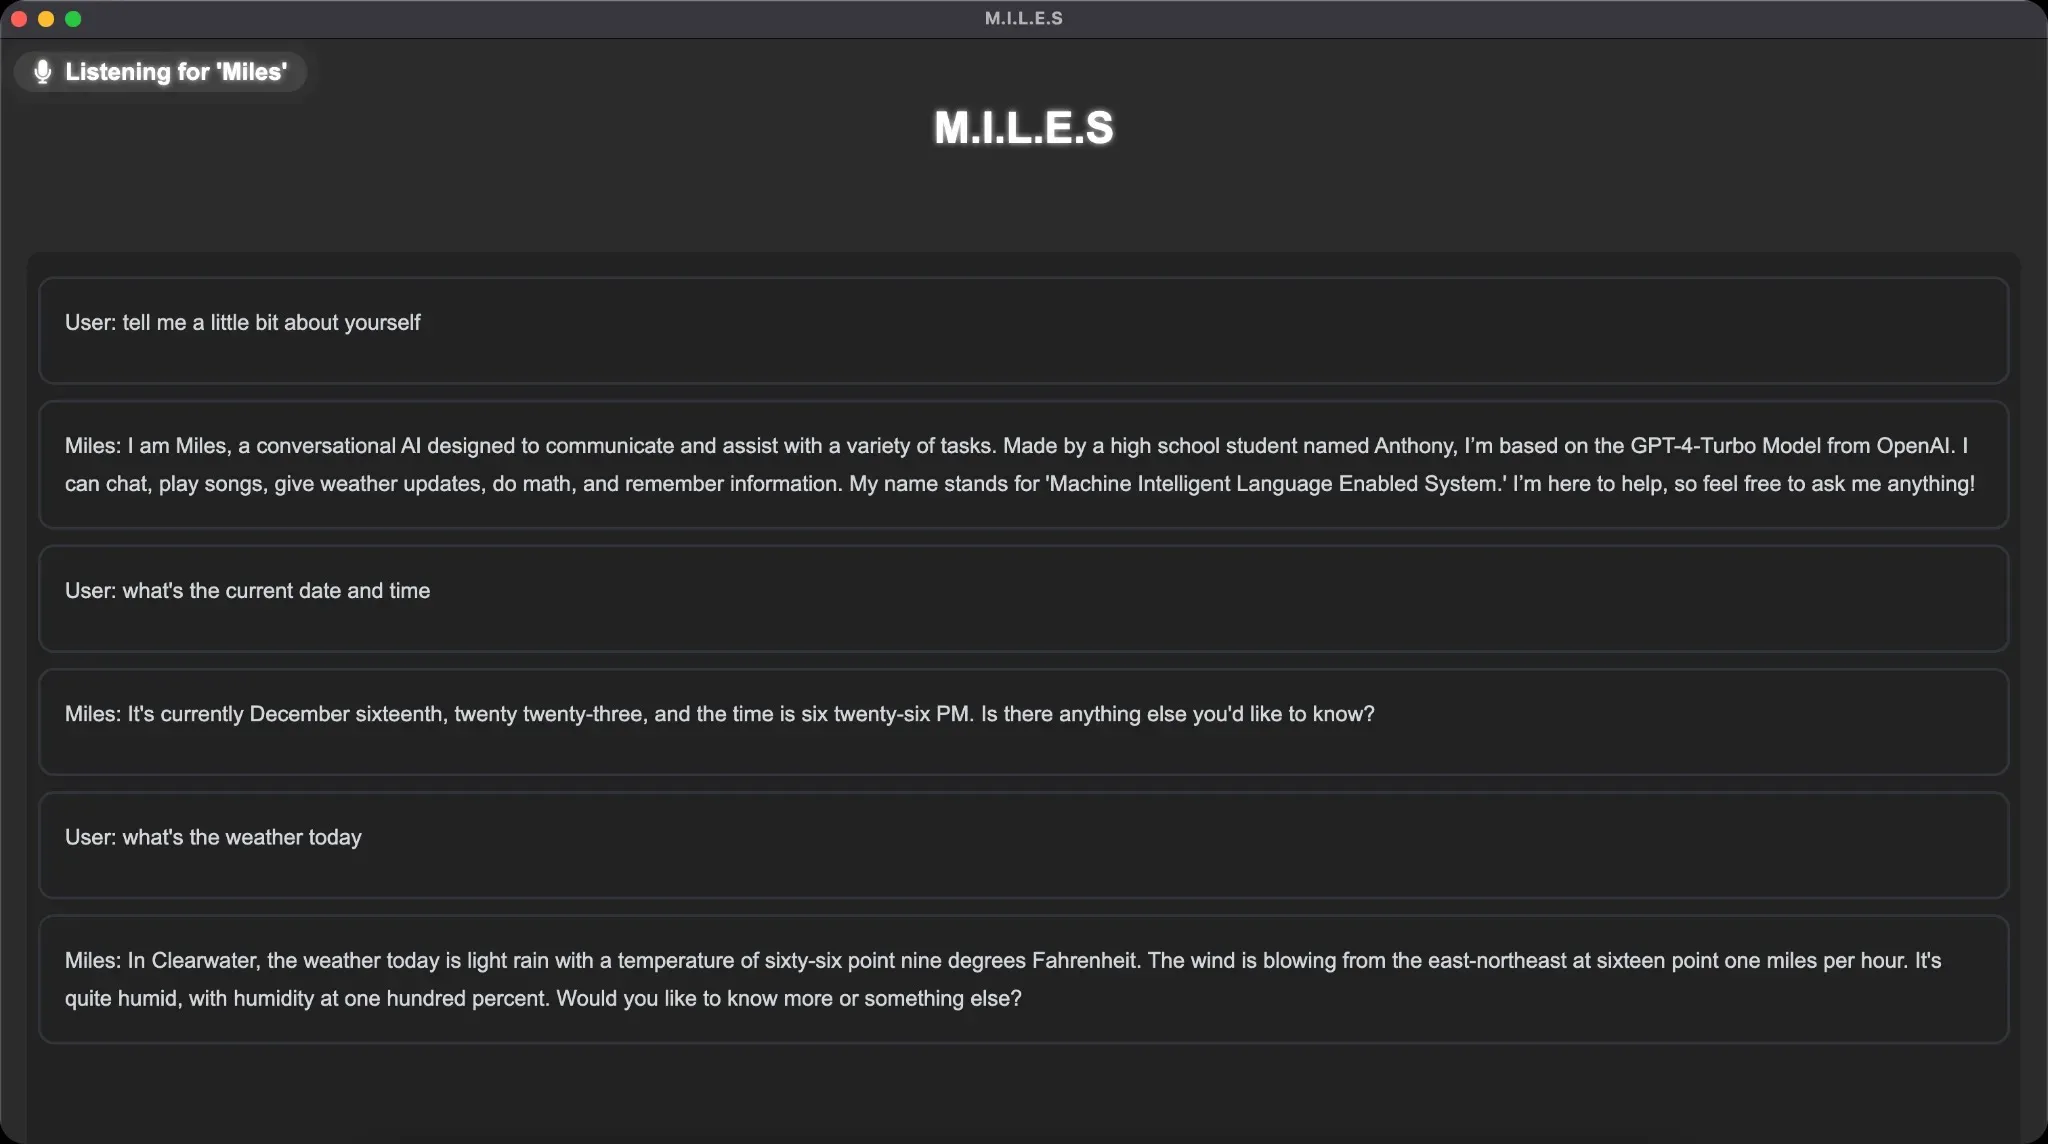 M.I.L.E.S
Listening for 'Miles'
M.I.L.E.S
User: tell me a little bit about yourself
Miles: I am Miles, a conversational AI designed to communicate and assist with a variety of tasks. Made by a high school student named Anthony, I’m based on the GPT-4-Turbo Model from OpenAI. I
can chat, play songs, give weather updates, do math, and remember information. My name stands for 'Machine Intelligent Language Enabled System.' I’m here to help, so feel free to ask me anything!
User: what's the current date and time
Miles: It's currently December sixteenth, twenty twenty-three, and the time is six twenty-six PM. Is there anything else you'd like to know?
User: what's the weather today
Miles: In Clearwater, the weather today is light rain with a temperature of sixty-six point nine degrees Fahrenheit. The wind is blowing from the east-northeast at sixteen point one miles per hour. It's
quite humid, with humidity at one hundred percent. Would you like to know more or something else?